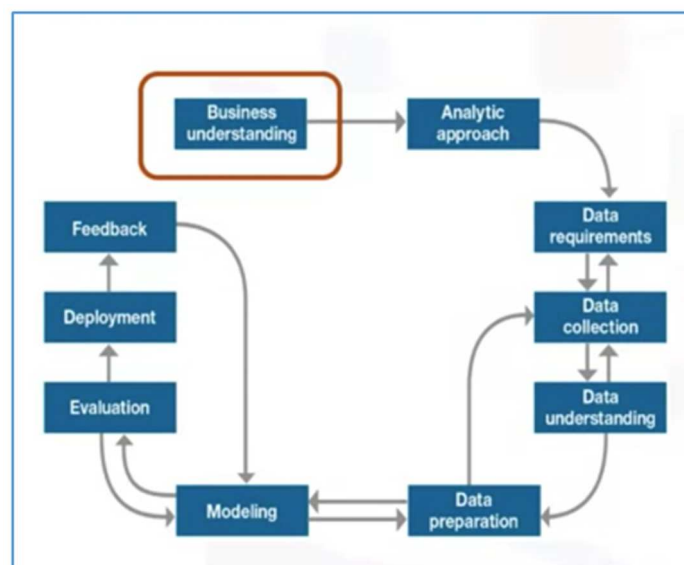 Business
understanding
Analytic
approach
Data
requirements
Data
collection
Data
understanding
Data
preparation
Modeling
Evaluation
Deployment
Feedback